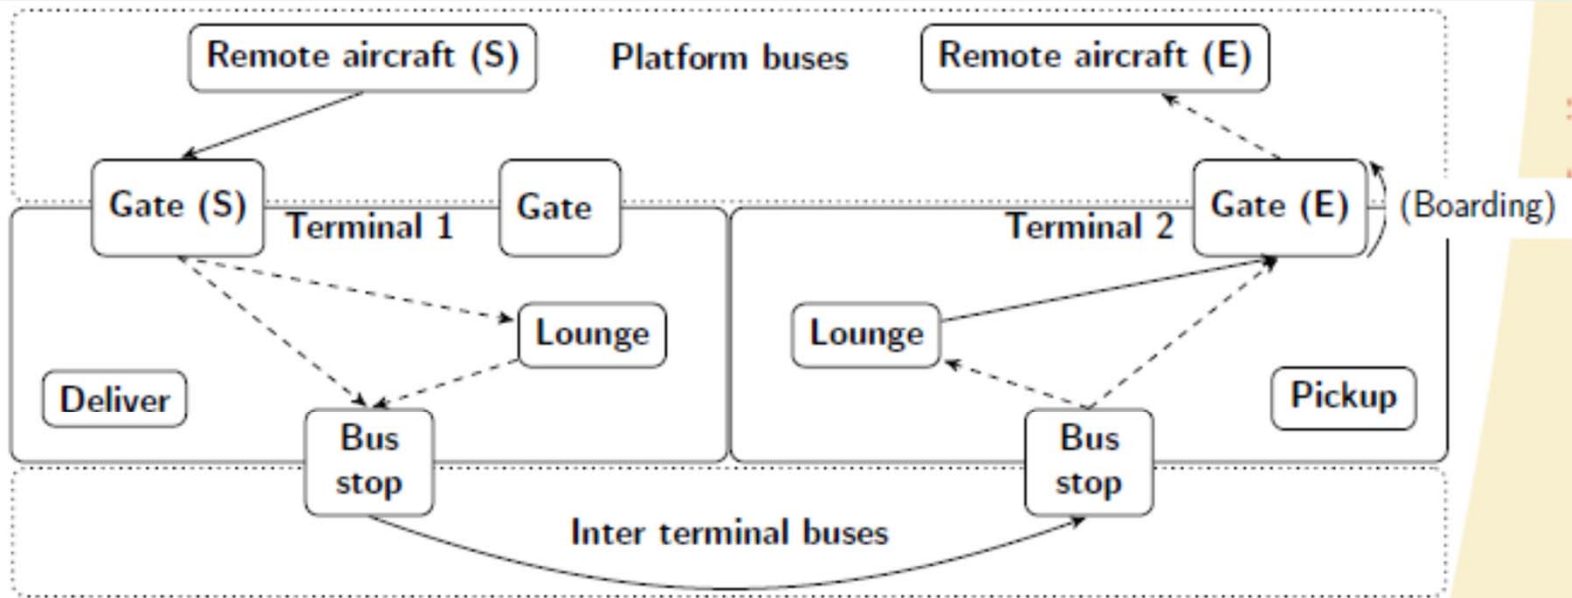 Remote aircraft (S)
Platform buses
Remote aircraft (E)
Gate (S)
Terminal 1
Gate
Terminal 2
Gate (E)
(Boarding)
Lounge
Lounge
Deliver
Pickup
Bus
stop
Bus
stop
Inter terminal buses